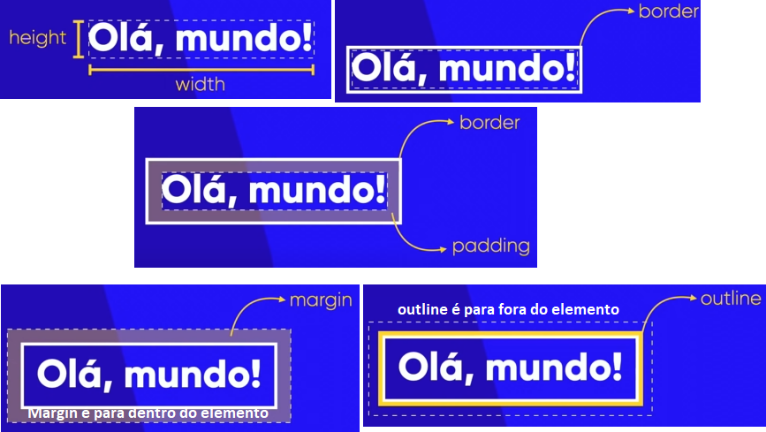 height
Olá, mundo!
width
border
Olá, mundo!
border
Olá, mundo!
padding
margin
Olá, mundo!
Margin e para dentro do elemento
outline é para fora do elemento
outline
Olá, mundo!